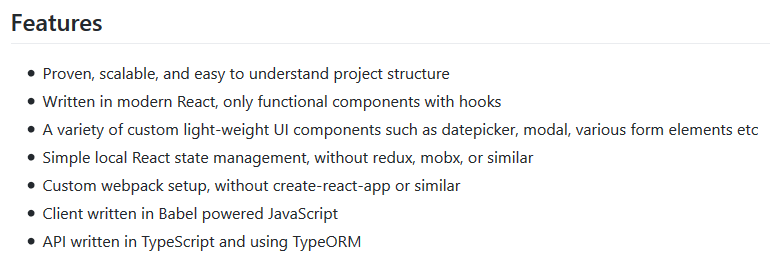 Features
Proven, scalable, and easy to understand project structure
Written in modern React, only functional components with hooks
A variety of custom light-weight UI components such as datepicker, modal, various form elements etc
Simple local React state management, without redux, mobx, or similar
Custom webpack setup, without create-react-app or similar
Client written in Babel powered JavaScript
API written in TypeScript and using TypeORM